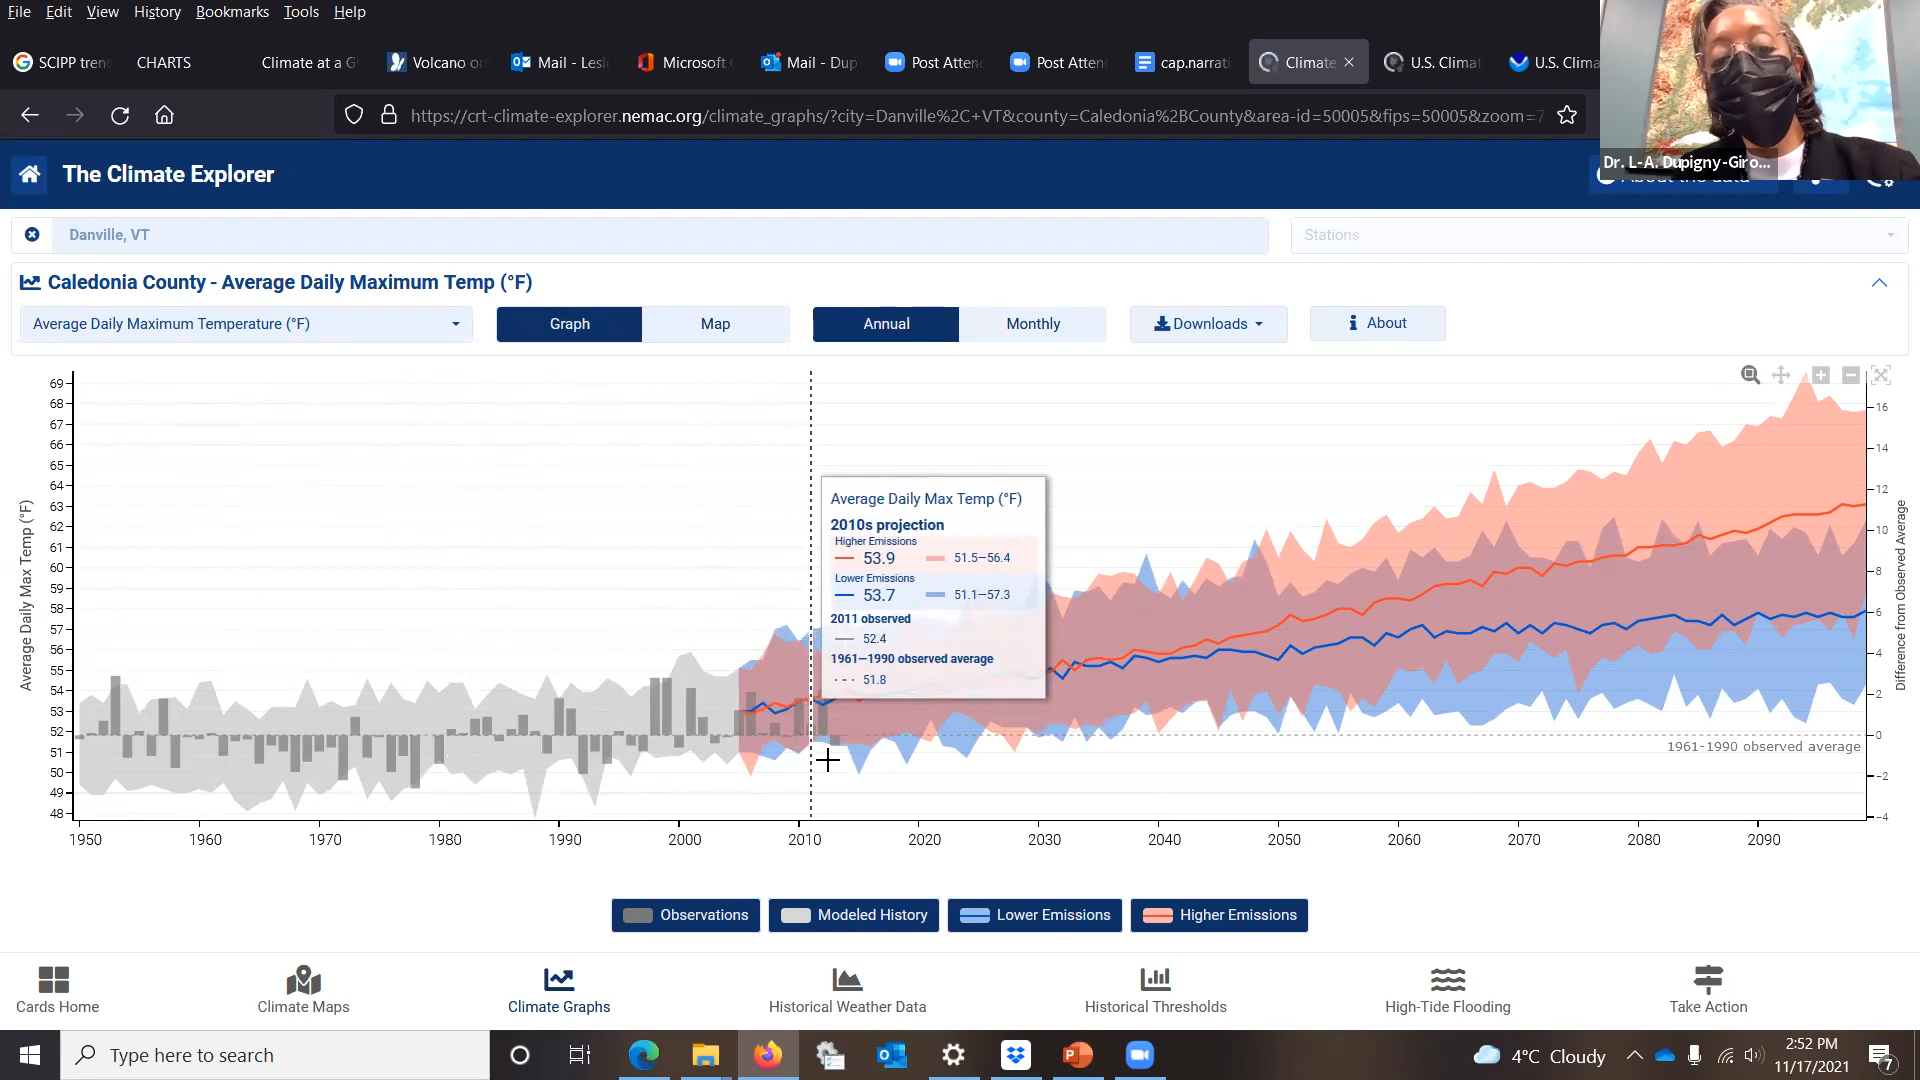 File Edit View History Bookmarks Tools Help
SCIPP tren CHARTS Climate at a G Volcano or Mail - Lesl Microsoft Mail - Dup Post Atten Post Atten cap.narrati Climate U.S. Clima U.S. Clima
https://crt-climate-explorer.nemac.org/climate_graphs/?city=Danville%2C+VT&county=Caledonia%2BCounty&area-id=50005&fips=50005&zoom=7
Dr. L-A. Dupigny-Giro...
The Climate Explorer
About the data
Danville, VT
Stations
Caledonia County - Average Daily Maximum Temp (°F)
Average Daily Maximum Temperature (°F) Graph Map Annual Monthly Downloads About
69
68
67
66
65
64
63
62
61
60
59
58
57
56
55
54
53
52
51
50
49
48
Average Daily Max Temp (°F)
Average Daily Max Temp (°F)
2010s projection
Higher Emissions
53.9 51.5—56.4
Lower Emissions
53.7 51.1—57.3
2011 observed
52.4
1961—1990 observed average
51.8
16
14
12
10
8
6
4
2
0
−2
−4
Difference from Observed Average
1961-1990 observed average
1950 1960 1970 1980 1990 2000 2010 2020 2030 2040 2050 2060 2070 2080 2090
Observations Modeled History Lower Emissions Higher Emissions
Cards Home Climate Maps Climate Graphs Historical Weather Data Historical Thresholds High-Tide Flooding Take Action
Type here to search
4°C Cloudy
2:52 PM
11/17/2021
7